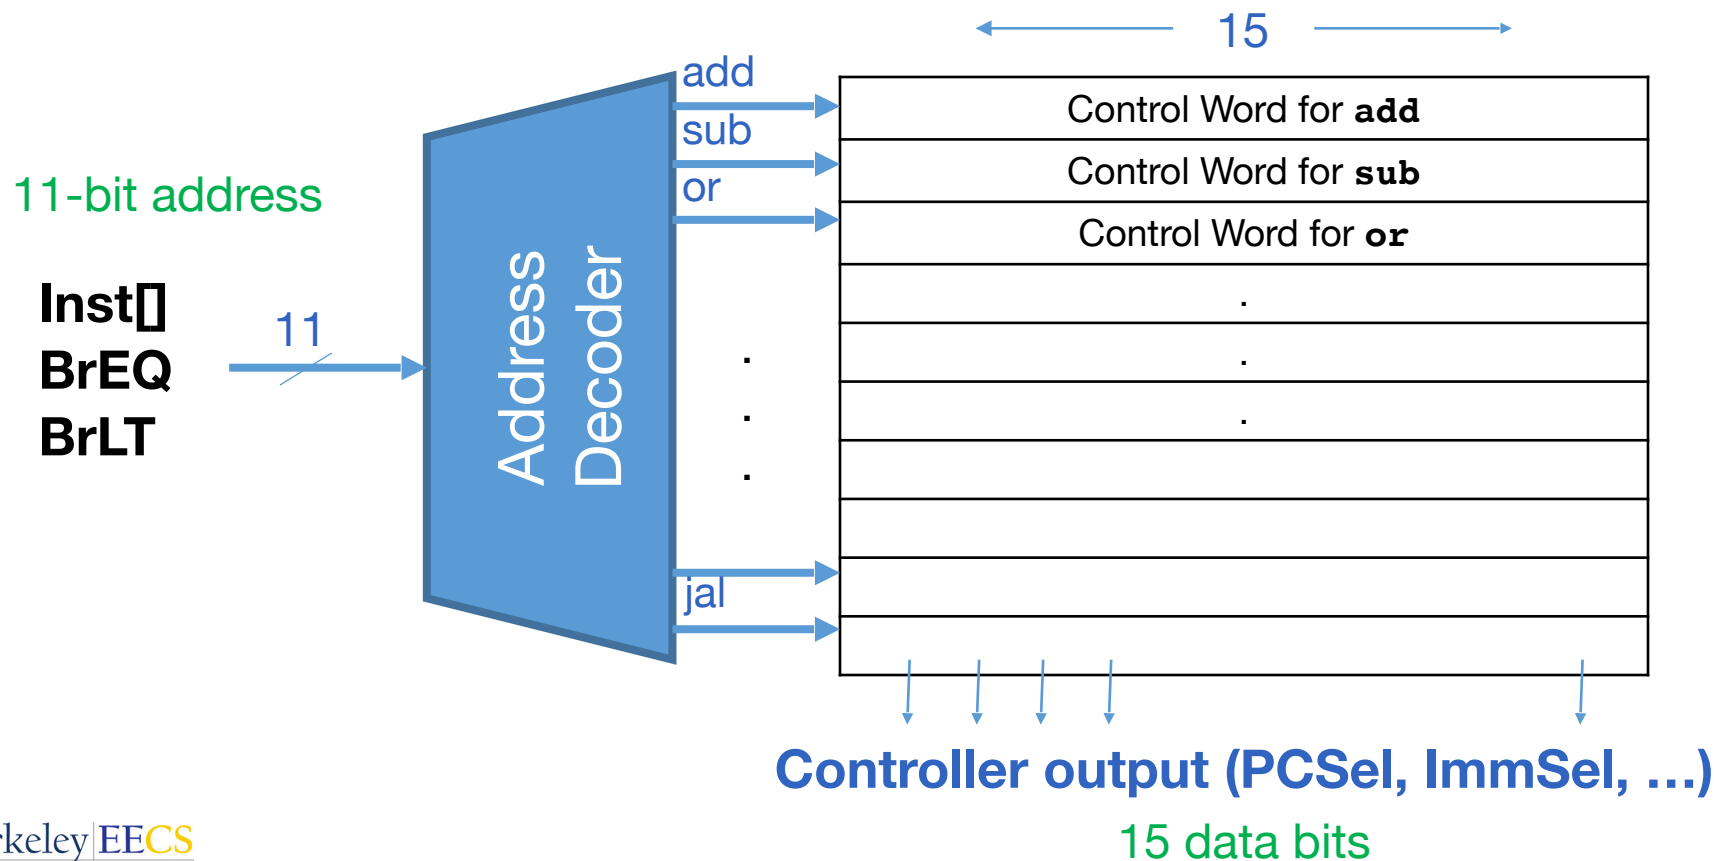 15
add
Control Word for add
sub
Control Word for sub
11-bit address
or
Control Word for or
Inst[]
11
BrEQ
BrLT
Address
Decoder
.
.
.
.
.
.
jal
Controller output (PCSel, ImmSel, …)
15 data bits
rkeley EECS